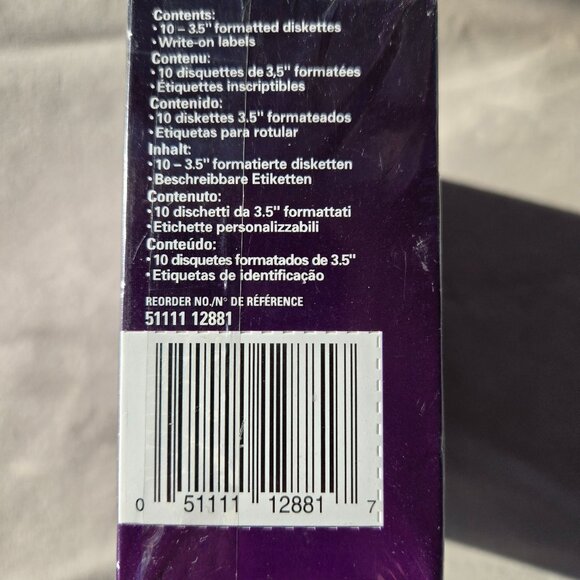 Contents:
• 10 – 3.5" formatted diskettes
• Write-on labels
Contenu:
• 10 disquettes de 3,5" formatées
• Étiquettes inscriptibles
Contenido:
• 10 diskettes 3.5" formateados
• Etiquetas para rotular
Inhalt:
• 10 – 3.5" formatierte disketten
• Beschreibbare Etiketten
Contenuto:
• 10 dischetti da 3.5" formattati
• Etichette personalizzabili
Conteúdo:
• 10 disquetes formatados de 3.5"
• Etiquetas de identificação
REORDER NO./N° DE RÉFÉRENCE
51111 12881
0 51111 12881 7